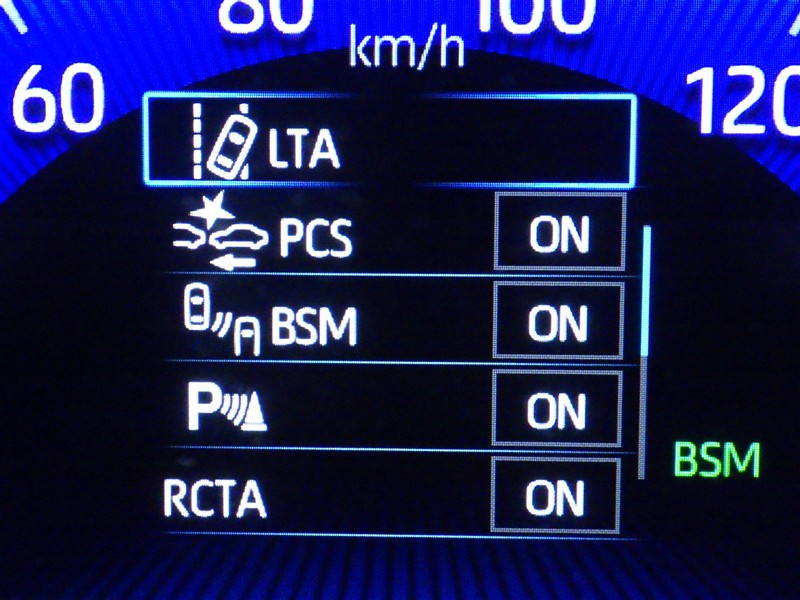 80 100
km/h
60 120
LTA
PCS ON
BSM ON
P ON
BSM
RCTA ON